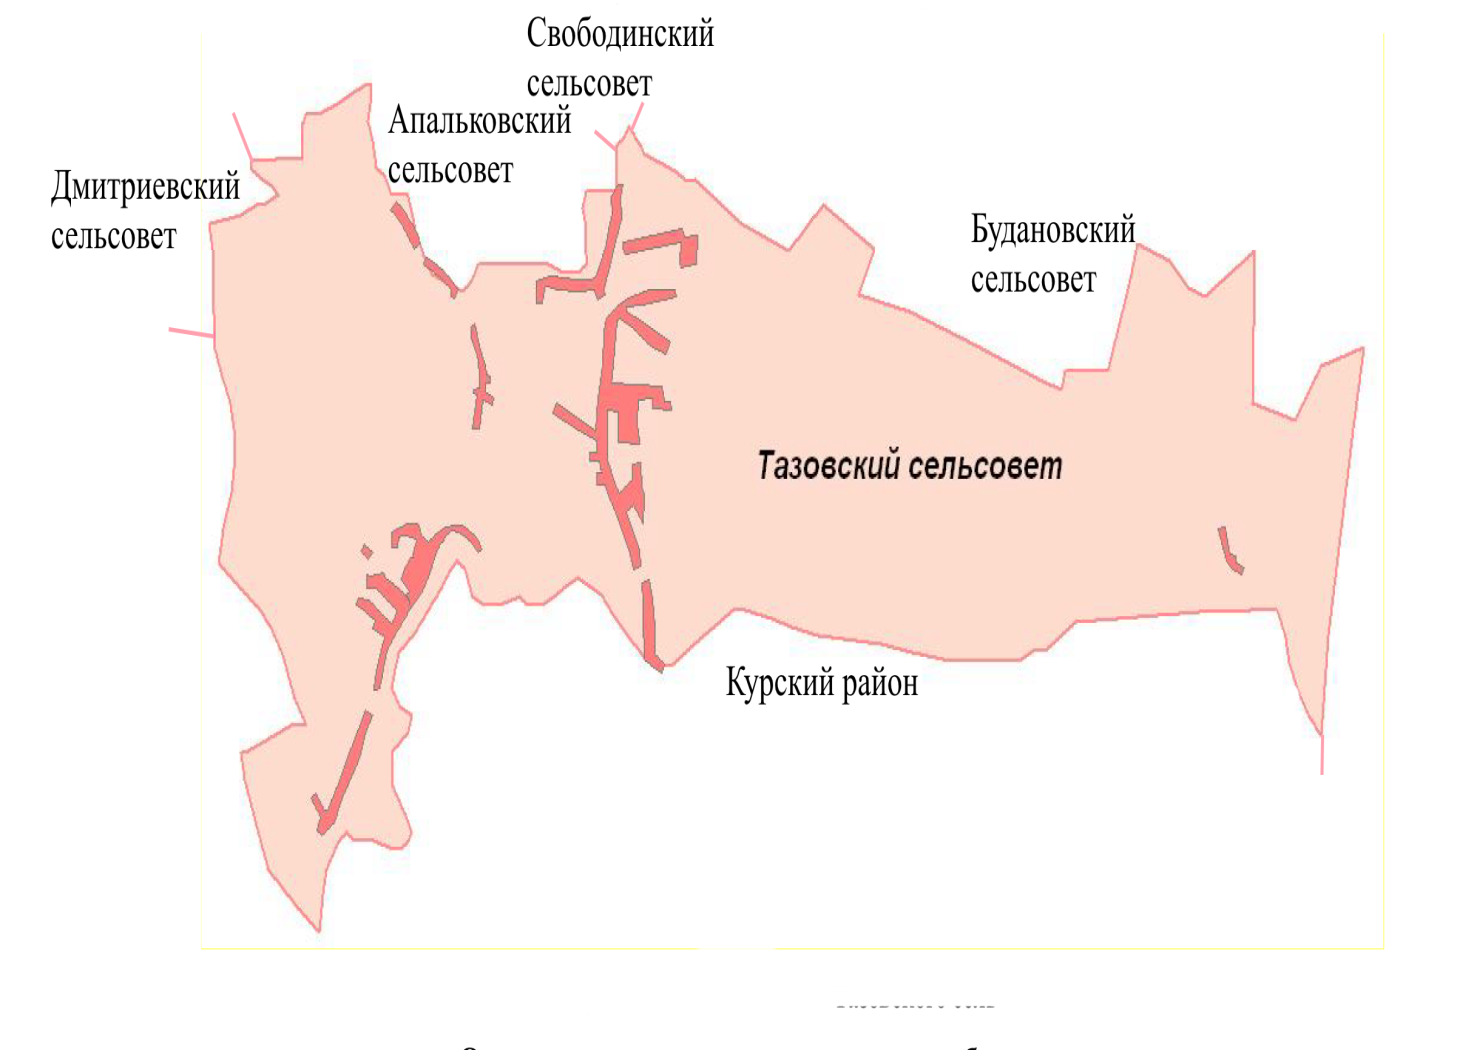 Свободинский
сельсовет
Апальковский
сельсовет
Дмитриевский
сельсовет
Будановский
сельсовет
Тазовский сельсовет
Курский район